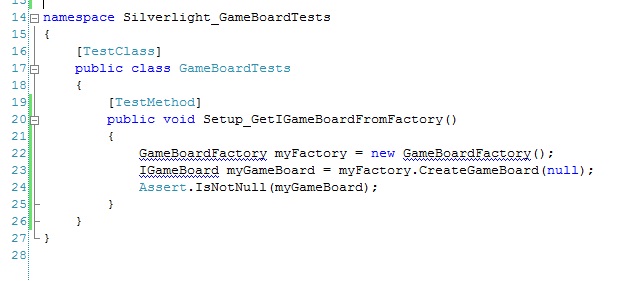 13
14 namespace Silverlight_GameBoardTests
15 {
16     [TestClass]
17     public class GameBoardTests
18     {
19         [TestMethod]
20         public void Setup_GetIGameBoardFromFactory()
21         {
22             GameBoardFactory myFactory = new GameBoardFactory();
23             IGameBoard myGameBoard = myFactory.CreateGameBoard(null);
24             Assert.IsNotNull(myGameBoard);
25         }
26     }
27 }
28